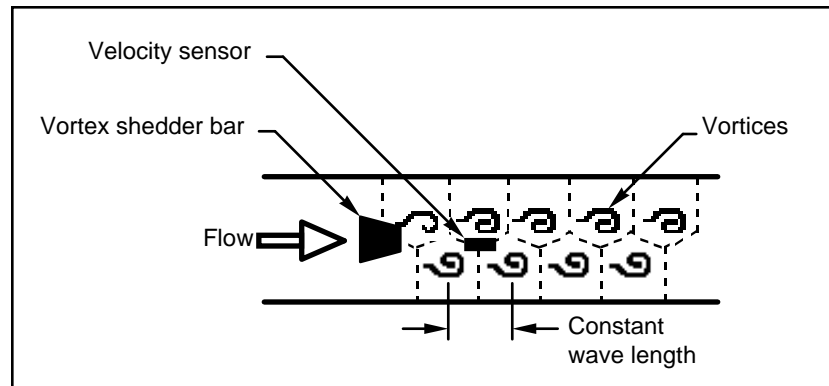 Velocity sensor
Vortex shedder bar
Vortices
Flow
Constant
wave length